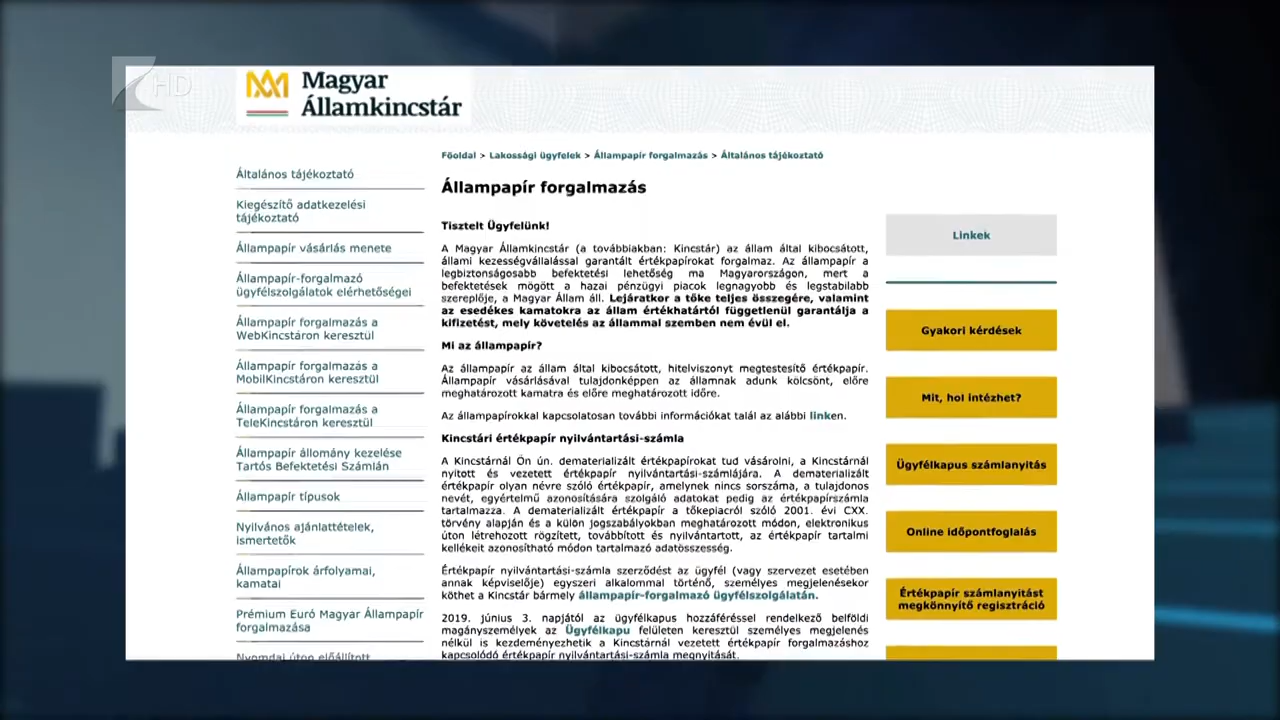 HD
Magyar
Államkincstár
Főoldal > Lakossági ügyfelek > Állampapír forgalmazás > Általános tájékoztató
Általános tájékoztató
Kiegészítő adatkezelési
tájékoztató
Állampapír vásárlás menete
Állampapír-forgalmazó
ügyfélszolgálatok elérhetőségei
Állampapír forgalmazás a
WebKincstáron keresztül
Állampapír forgalmazás a
MobilKincstáron keresztül
Állampapír forgalmazás a
TeleKincstáron keresztül
Állampapír állomány kezelése
Tartós Befektetési Számlán
Állampapír típusok
Nyilvános ajánlattételek,
ismertetők
Állampapírok árfolyamai,
kamatai
Prémium Euró Magyar Állampapír
forgalmazása
Nyomdai úton előállított
Állampapír forgalmazás
Tisztelt Ügyfelünk!
A Magyar Államkincstár (a továbbiakban: Kincstár) az állam által kibocsátott,
állami kezességvállalással garantált értékpapírokat forgalmaz. Az állampapír a
legbiztonságosabb befektetési lehetőség ma Magyarországon, mert a
befektetések mögött a hazai pénzügyi piacok legnagyobb és legstabilabb
szereplője, a Magyar Állam áll. Lejáratkor a tőke teljes összegére, valamint
az esedékes kamatokra az állam értékhatártól függetlenül garantálja a
kifizetést, mely követelés az állammal szemben nem évül el.
Mi az állampapír?
Az állampapír az állam által kibocsátott, hitelviszonyt megtestesítő értékpapír.
Állampapír vásárlásával tulajdonképpen az államnak adunk kölcsönt, előre
meghatározott kamatra és előre meghatározott időre.
Az állampapírokkal kapcsolatosan további információkat talál az alábbi linken.
Kincstári értékpapír nyilvántartási-számla
A Kincstárnál Ön ún. dematerializált értékpapírokat tud vásárolni, a Kincstárnál
nyitott és vezetett értékpapír nyilvántartási-számlájára. A dematerializált
értékpapír olyan névre szóló értékpapír, amelynek nincs sorszáma, a tulajdonos
nevét, egyértelmű azonosítására szolgáló adatokat pedig az értékpapírszámla
tartalmazza. A dematerializált értékpapír a tőkepiacról szóló 2001. évi CXX.
törvény alapján és a külön jogszabályokban meghatározott módon, elektronikus
úton létrehozott rögzített, továbbított és nyilvántartott, az értékpapír tartalmi
kellékeit azonosítható módon tartalmazó adatösszesség.
Értékpapír nyilvántartási-számla szerződést az ügyfél (vagy szervezet esetében
annak képviselője) egyszeri alkalommal történő, személyes megjelenésekor
köthet a Kincstár bármely állampapír-forgalmazó ügyfélszolgálatán.
2019. június 3. napjától az ügyfélkapus hozzáféréssel rendelkező belföldi
magányszemélyek az Ügyfélkapu felületen keresztül személyes megjelenés
nélkül is kezdeményezhetik a Kincstárnál vezetett értékpapír forgalmazáshoz
kapcsolódó értékpapír nyilvántartási-számla megnyitását.
Linkek
Gyakori kérdések
Mit, hol intézhet?
Ügyfélkapus számlanyitás
Online időpontfoglalás
Értékpapír számlanyitást
megkönnyítő regisztráció